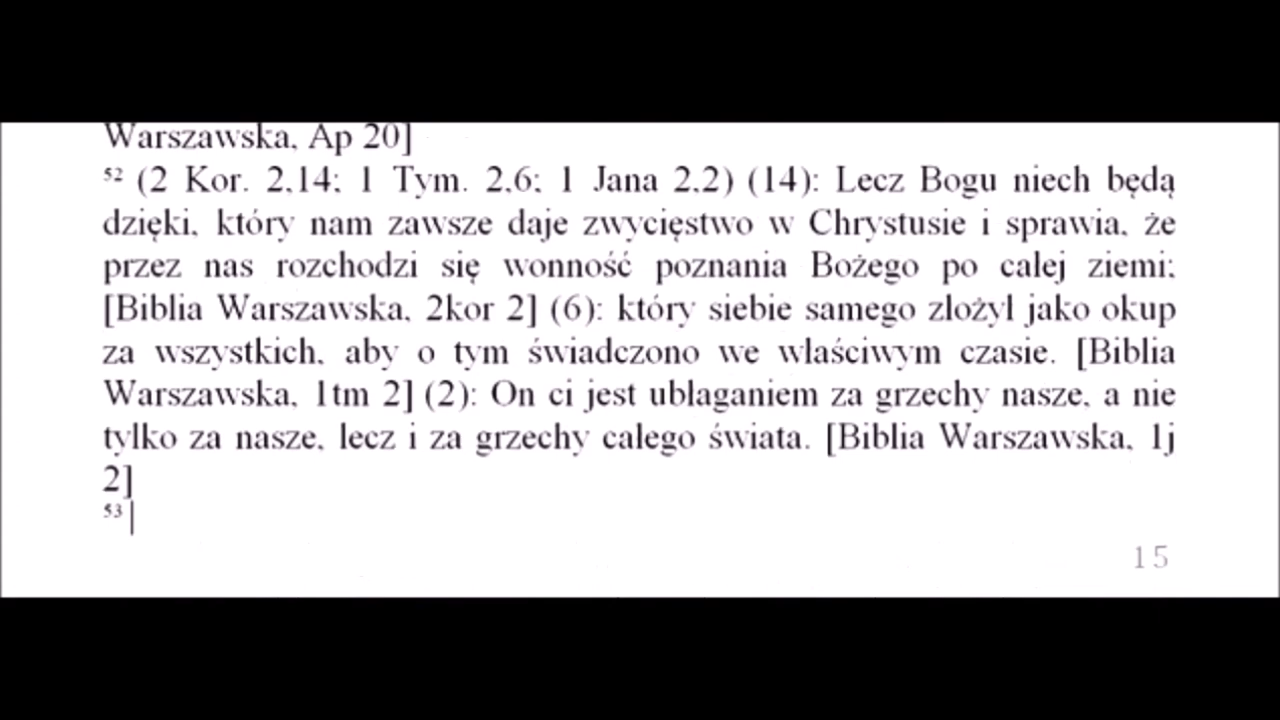 Warszawska, Ap 20]
52 (2 Kor. 2,14; 1 Tym. 2,6; 1 Jana 2,2) (14): Lecz Bogu niech będą
dzięki, który nam zawsze daje zwycięstwo w Chrystusie i sprawia, że
przez nas rozchodzi się wonność poznania Bożego po całej ziemi;
[Biblia Warszawska, 2kor 2] (6): który siebie samego złożył jako okup
za wszystkich, aby o tym świadczono we właściwym czasie. [Biblia
Warszawska, 1tm 2] (2): On ci jest ubłaganiem za grzechy nasze, a nie
tylko za nasze, lecz i za grzechy całego świata. [Biblia Warszawska, 1j
2]
53
15